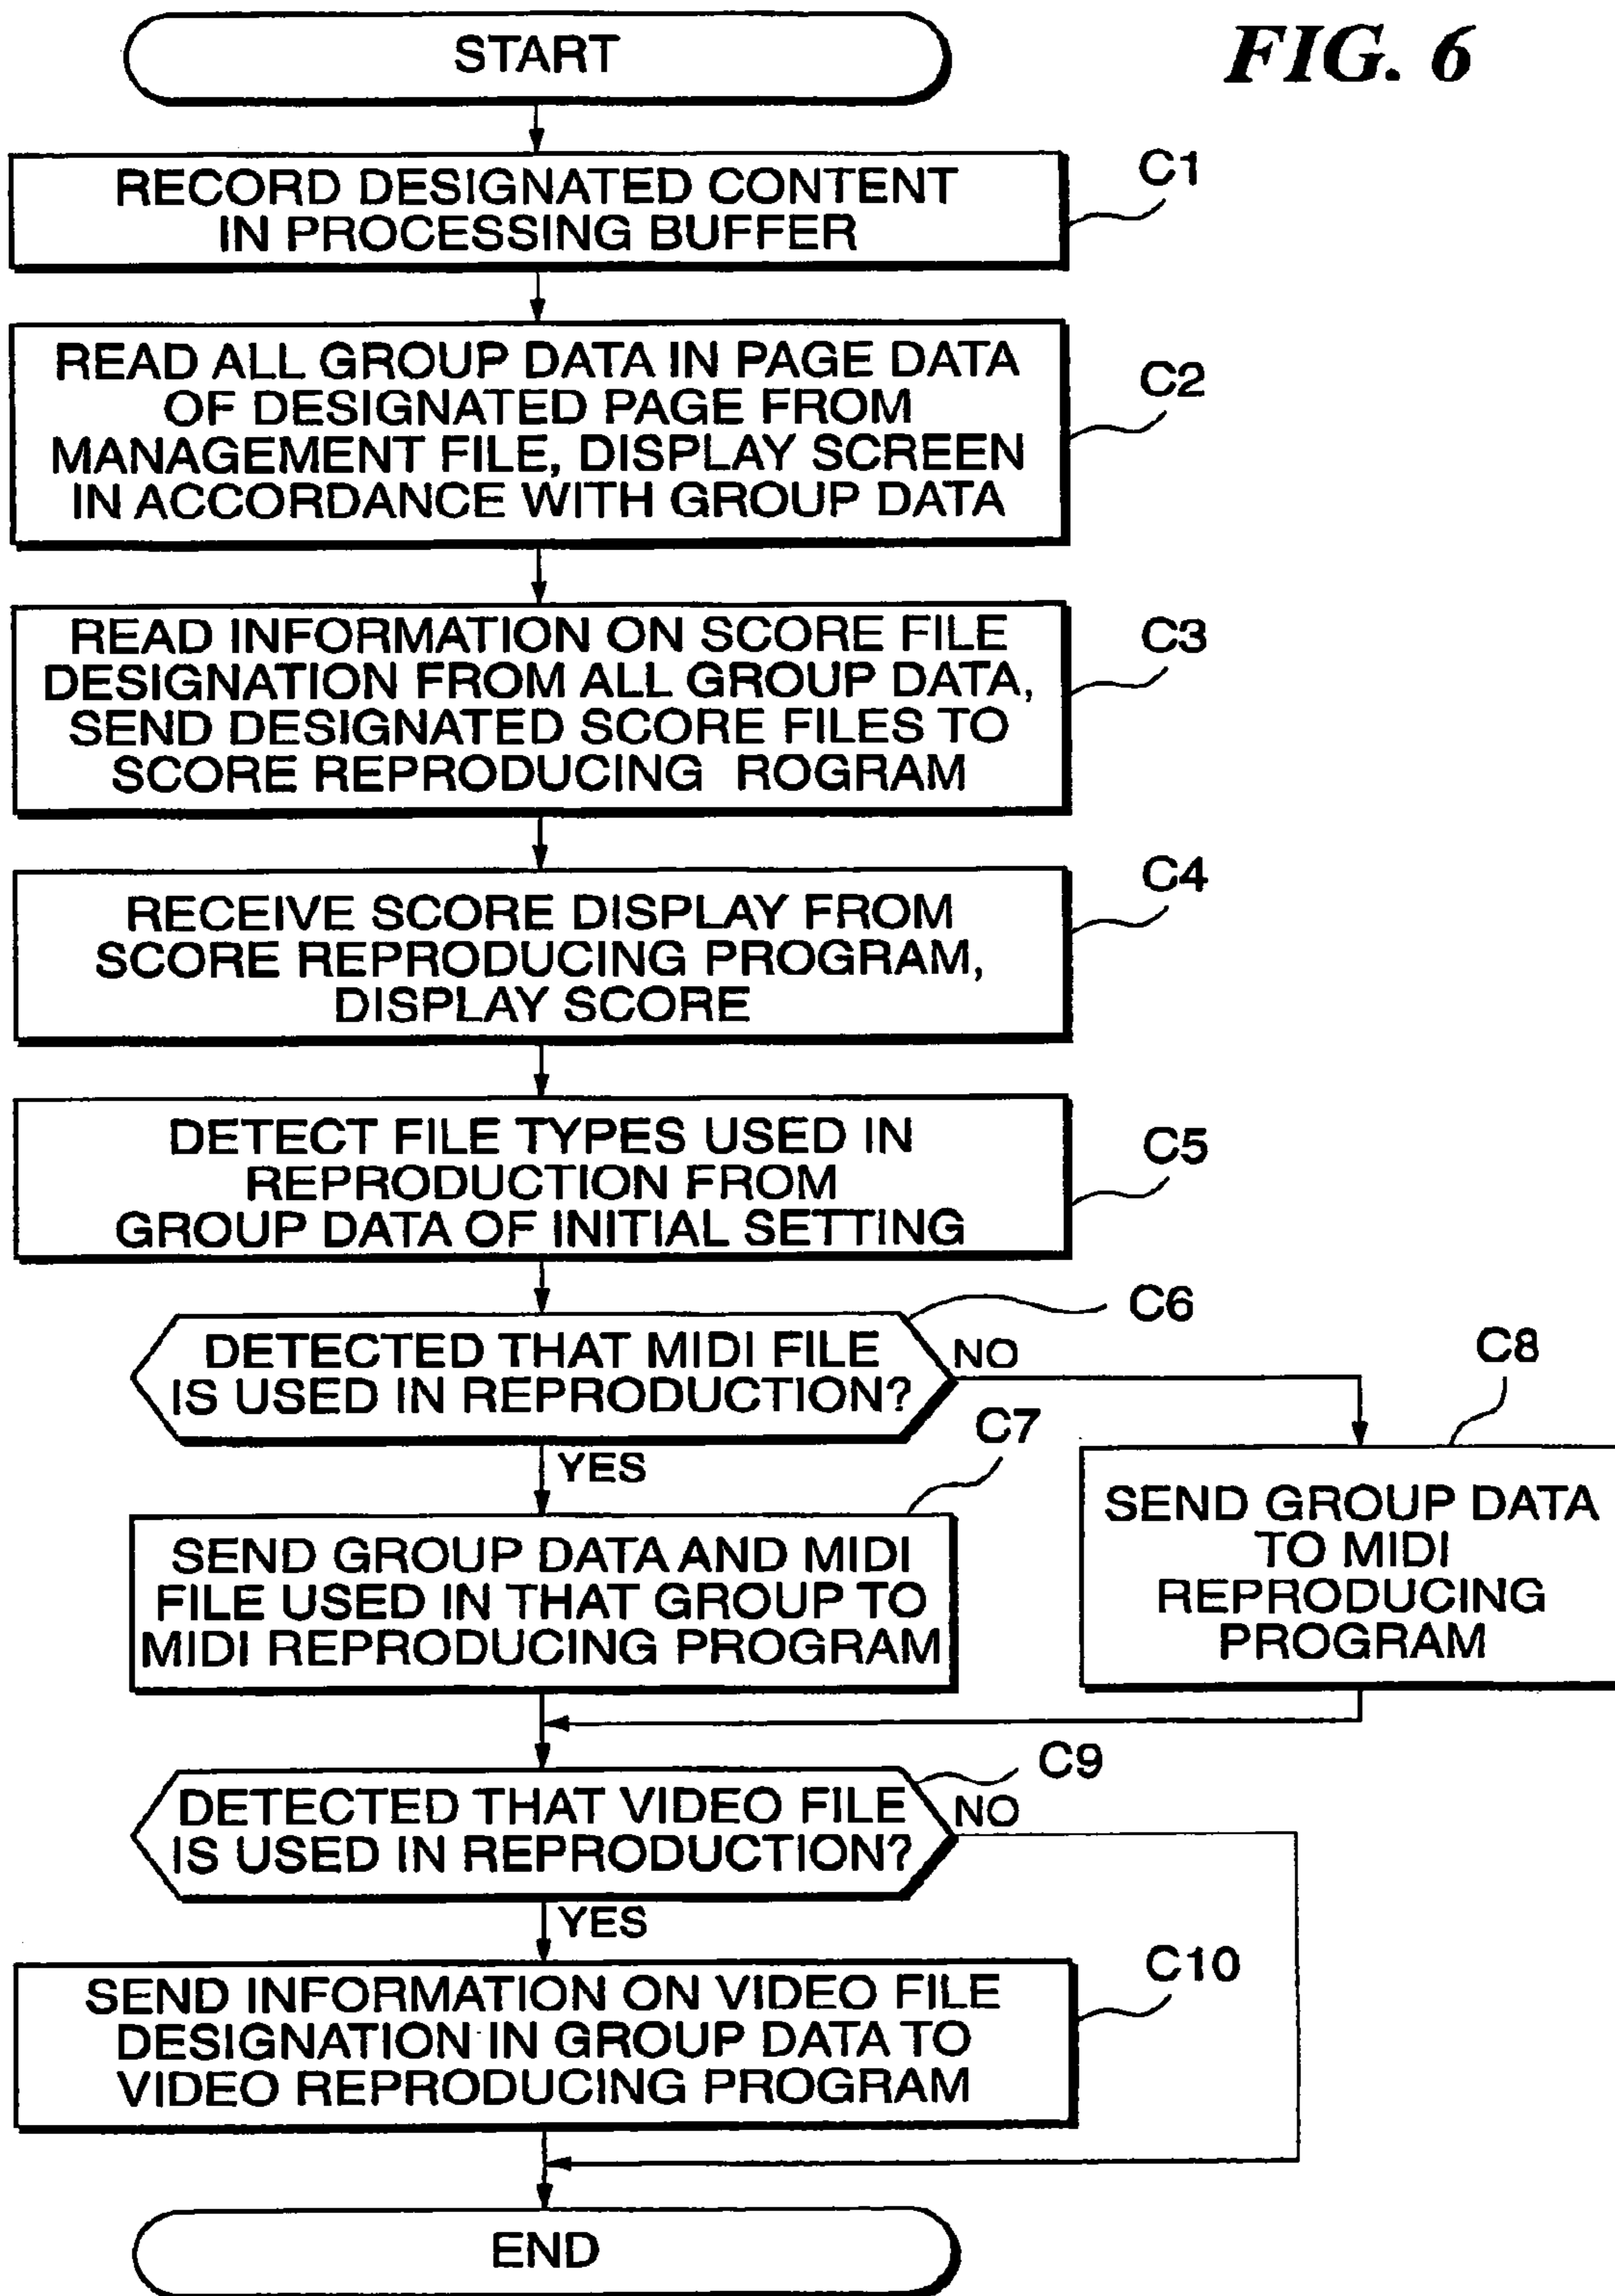 START
FIG. 6
RECORD DESIGNATED CONTENT
IN PROCESSING BUFFER
C1
READ ALL GROUP DATA IN PAGE DATA
OF DESIGNATED PAGE FROM
MANAGEMENT FILE, DISPLAY SCREEN
IN ACCORDANCE WITH GROUP DATA
C2
READ INFORMATION ON SCORE FILE
DESIGNATION FROM ALL GROUP DATA,
SEND DESIGNATED SCORE FILES TO
SCORE REPRODUCING ROGRAM
C3
RECEIVE SCORE DISPLAY FROM
SCORE REPRODUCING PROGRAM,
DISPLAY SCORE
C4
DETECT FILE TYPES USED IN
REPRODUCTION FROM
GROUP DATA OF INITIAL SETTING
C5
DETECTED THAT MIDI FILE
IS USED IN REPRODUCTION?
C6
NO
YES
C7
SEND GROUP DATA AND MIDI
FILE USED IN THAT GROUP TO
MIDI REPRODUCING PROGRAM
C8
SEND GROUP DATA
TO MIDI
REPRODUCING
PROGRAM
DETECTED THAT VIDEO FILE
IS USED IN REPRODUCTION?
C9
NO
YES
SEND INFORMATION ON VIDEO FILE
DESIGNATION IN GROUP DATA TO
VIDEO REPRODUCING PROGRAM
C10
END